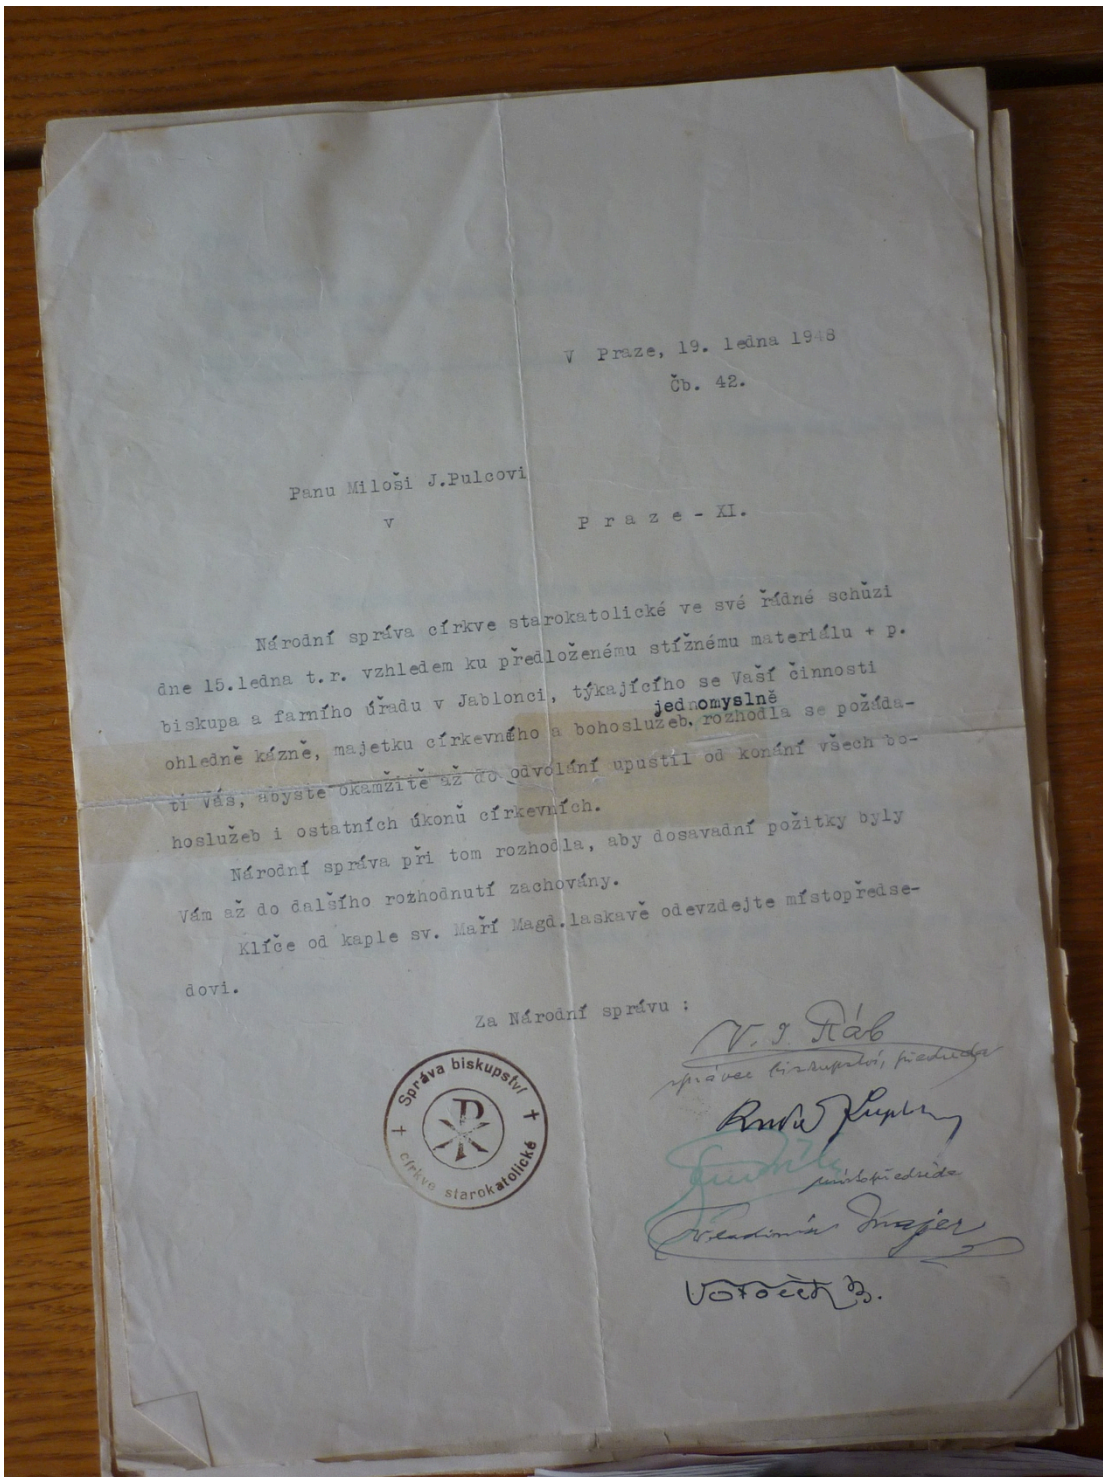 V Praze, 19. ledna 1948
Čb. 42.
Panu Miloši J.Pulcovi
v P r a z e - XI.
Národní správa církve starokatolické ve své řádné schůzi
dne 15.ledna t.r. vzhledem ku předloženému stížnému materiálu + p.
biskupa a farního úřadu v Jablonci, týkajícího se Vaší činnosti
jednomyslně
ohledně kázně, majetku církevního a bohoslužeb. rozhodla se požáda-
ti Vás, abyste okamžitě až do odvolání upustil od konání všech bo-
hoslužeb i ostatních úkonů církevních.
Národní správa při tom rozhodla, aby dosavadní požitky byly
Vám až do dalšího rozhodnutí zachovány.
Klíče od kaple sv. Maří Magd.laskavě odevzdejte místopředse-
dovi.
Za Národní správu :
V. J. Ráb
správce biskupství, předseda
místopředseda
Vladimír Majer
Votoček B.
Správa biskupství
církve starokatolické